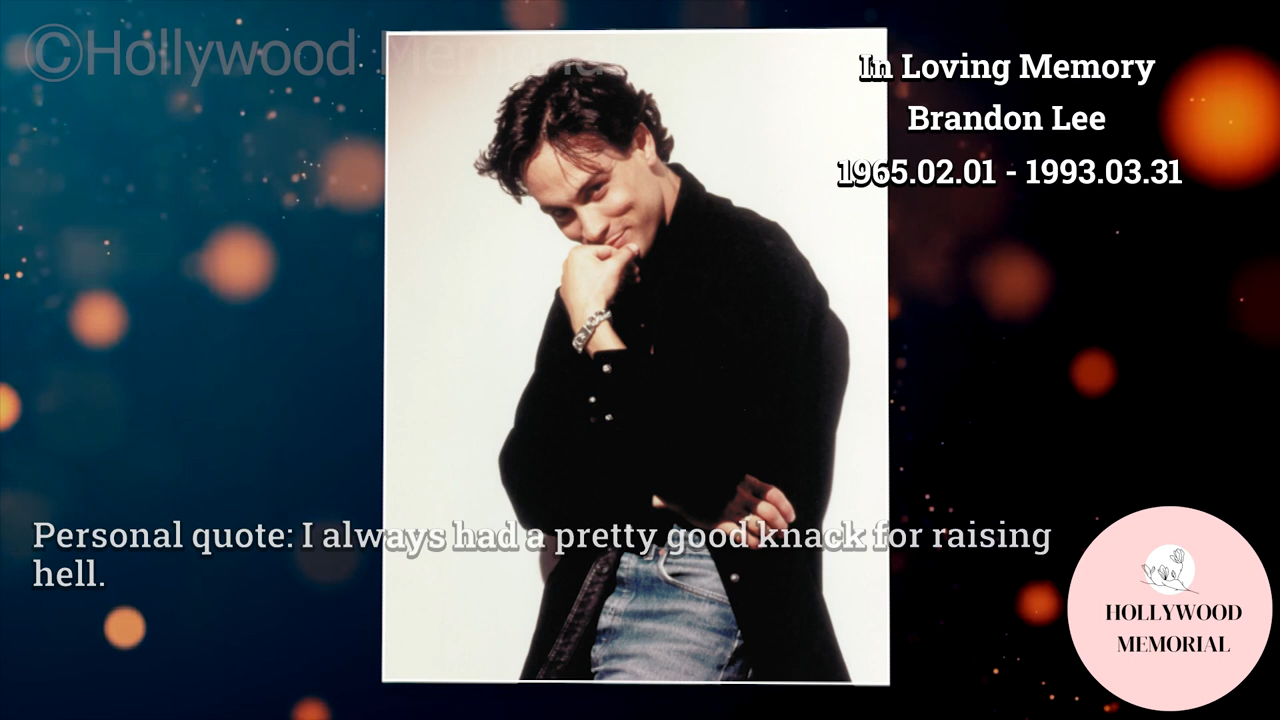 ©Hollywood Memorial
In Loving Memory
Brandon Lee
1965.02.01 - 1993.03.31
Personal quote: I always had a pretty good knack for raising
hell.
HOLLYWOOD
MEMORIAL